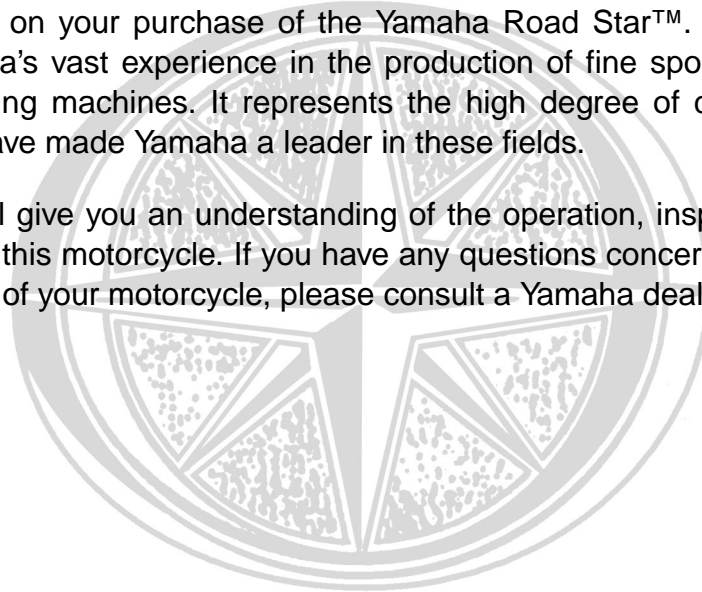 on your purchase of the Yamaha Road Star™.
a’s vast experience in the production of fine spo
ng machines. It represents the high degree of c
ave made Yamaha a leader in these fields.
l give you an understanding of the operation, insp
this motorcycle. If you have any questions concer
of your motorcycle, please consult a Yamaha deal